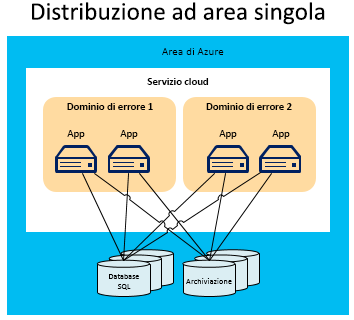 Distribuzione ad area singola
Area di Azure
Servizio cloud
Dominio di errore 1
Dominio di errore 2
App
App
App
App
Database
SQL
Archiviazione